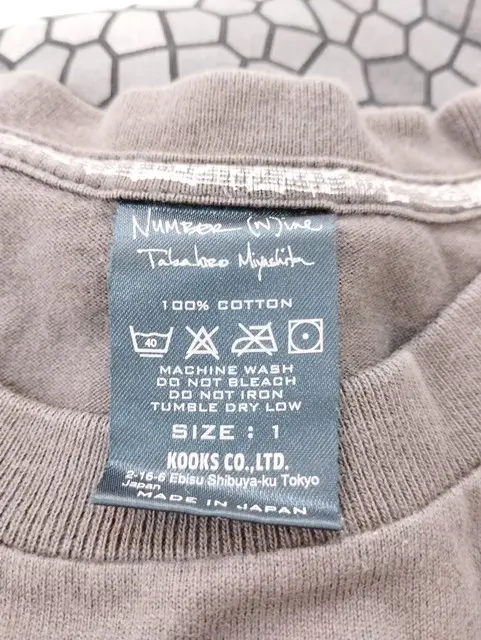 NUMBER (N)ine
Takahiro Miyashita
100% COTTON
40
MACHINE WASH
DO NOT BLEACH
DO NOT IRON
TUMBLE DRY LOW
SIZE : 1
KOOKS CO.,LTD.
2-16-6 Ebisu Shibuya-ku Tokyo
Japan
MADE IN JAPAN